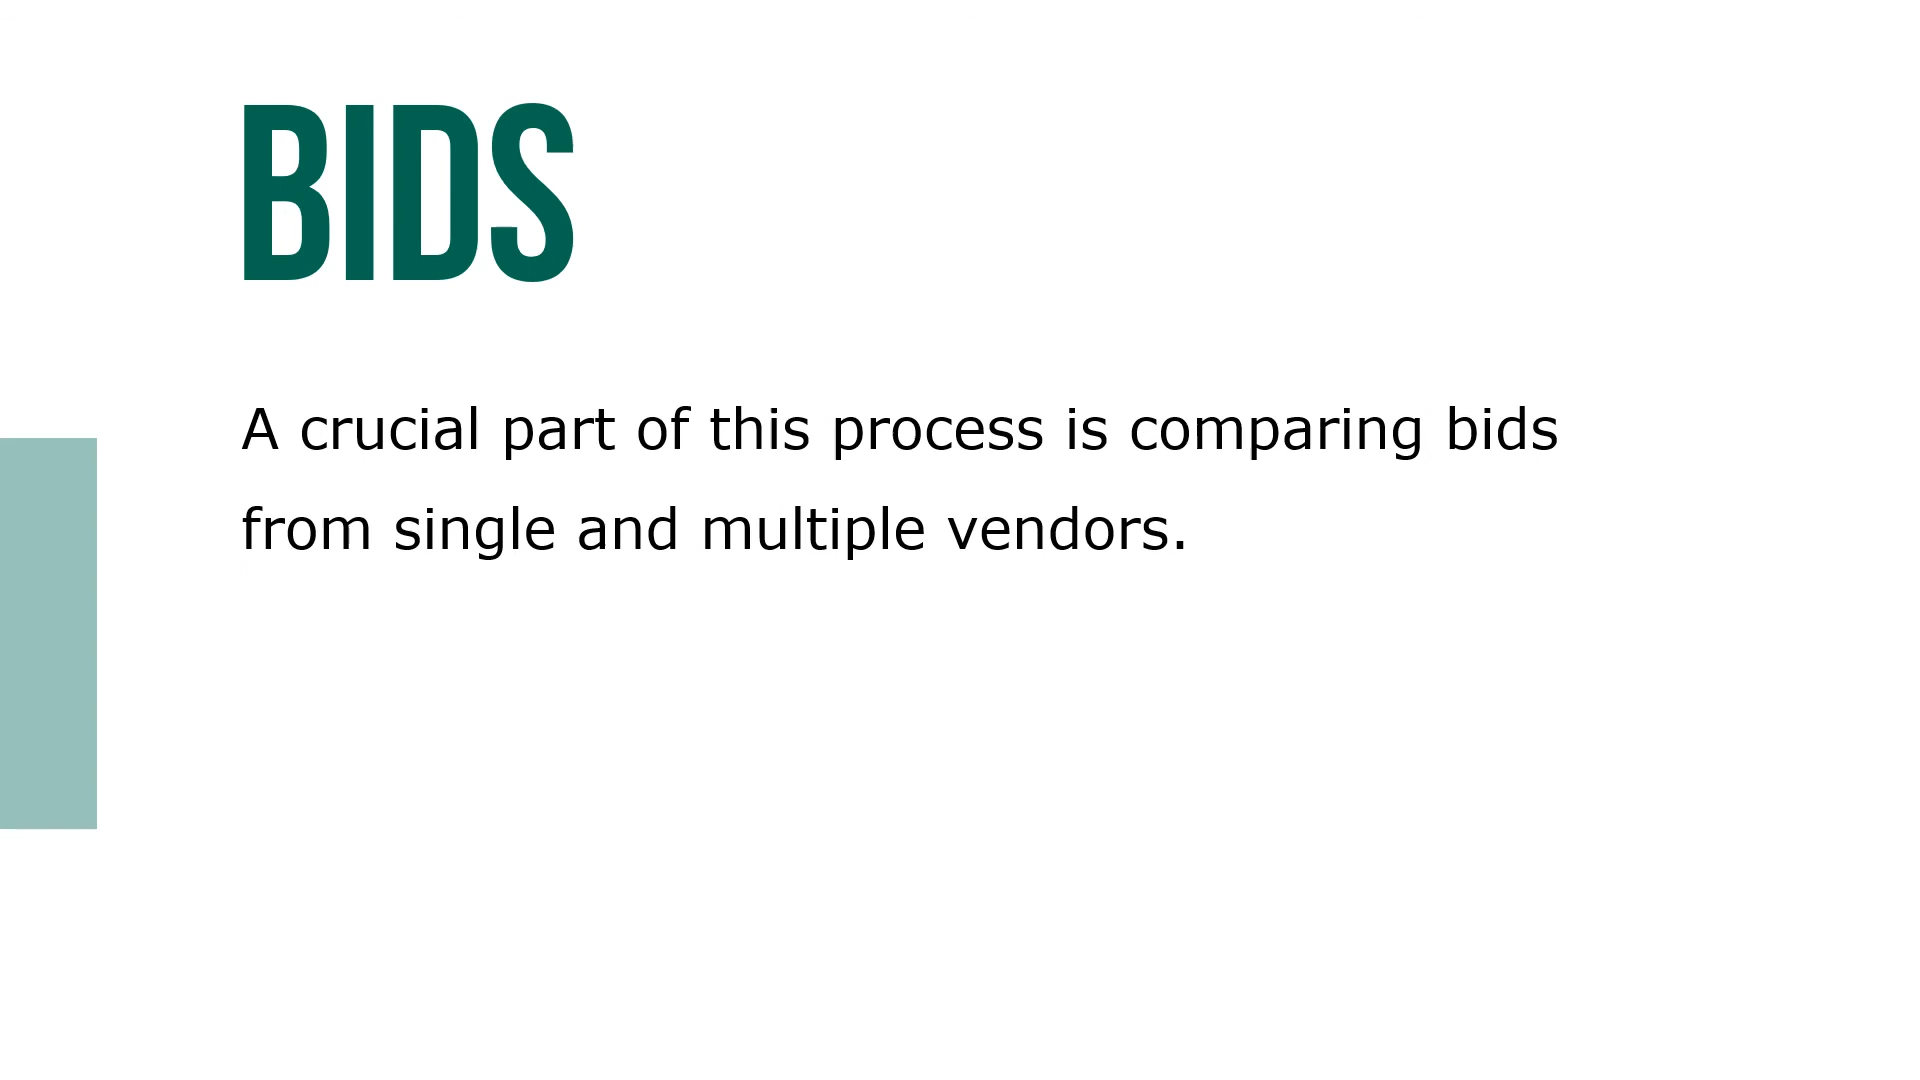 BIDS
A crucial part of this process is comparing bids
from single and multiple vendors.